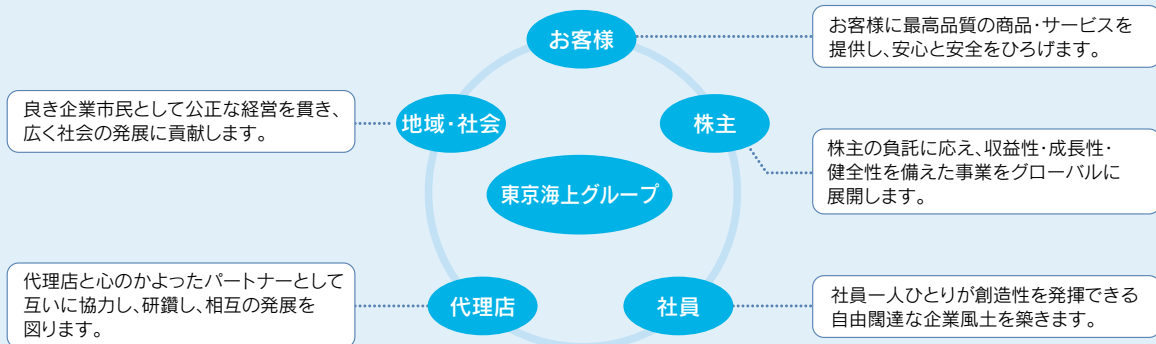 お客様
お客様に最高品質の商品・サービスを
提供し、安心と安全をひろげます。
地域・社会
良き企業市民として公正な経営を貫き、
広く社会の発展に貢献します。
株主
株主の負託に応え、収益性・成長性・
健全性を備えた事業をグローバルに
展開します。
東京海上グループ
代理店
代理店と心のかよったパートナーとして
互いに協力し、研鑽し、相互の発展を
図ります。
社員
社員一人ひとりが創造性を発揮できる
自由闊達な企業風土を築きます。